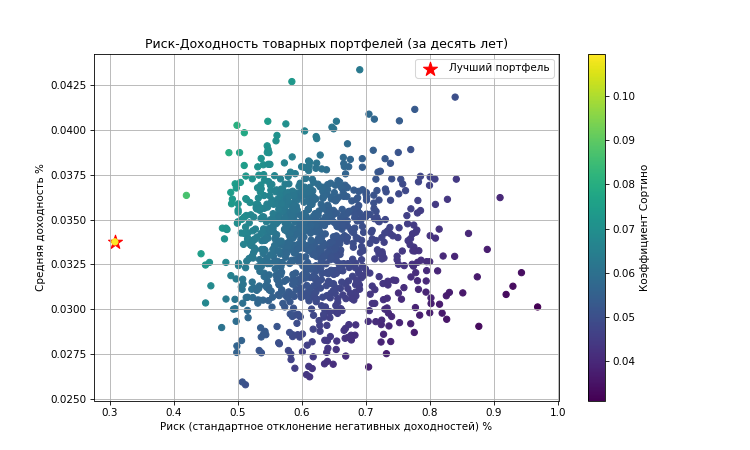 Риск-Доходность товарных портфелей (за десять лет)
Лучший портфель
Средняя доходность %
0.0425
0.0400
0.0375
0.0350
0.0325
0.0300
0.0275
0.0250
0.3 0.4 0.5 0.6 0.7 0.8 0.9 1.0
Риск (стандартное отклонение негативных доходностей) %
0.10
0.09
0.08
0.07
0.06
0.05
0.04
Коэффициент Сортино